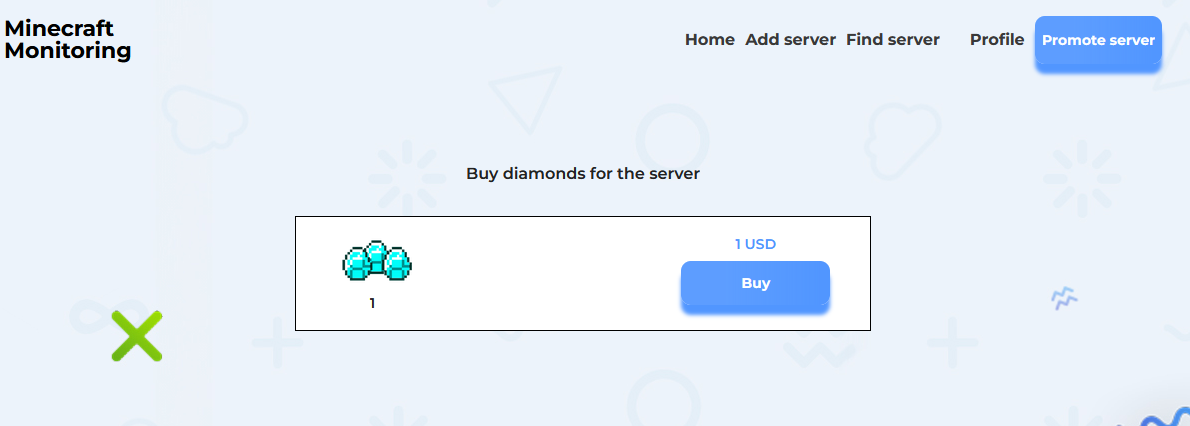 Minecraft
Monitoring
Home Add server Find server Profile Promote server
Buy diamonds for the server
1 USD
Buy
1